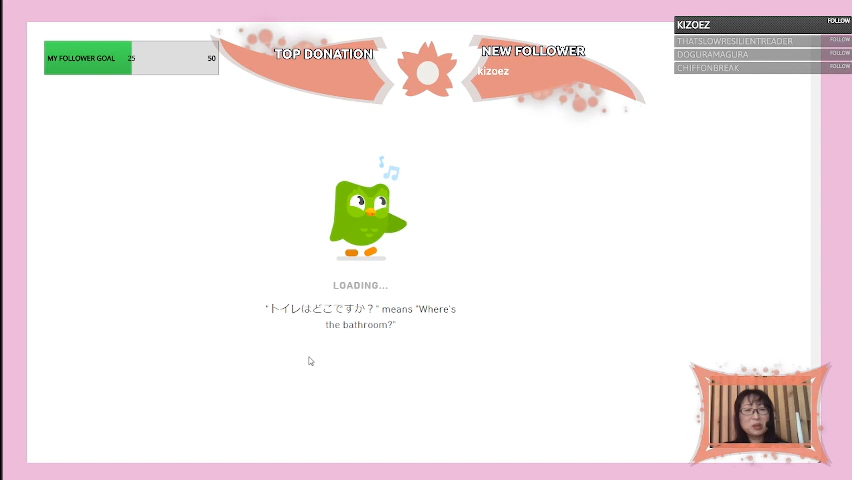 MY FOLLOWER GOAL 25 50
TOP DONATION
NEW FOLLOWER
kizoez
KIZOEZ FOLLOW
THATSLOWRESILIENTREADER FOLLOW
DOGURAMAGURA FOLLOW
CHIFFONBREAK FOLLOW
LOADING...
"トイレはどこですか？" means "Where's
the bathroom?"